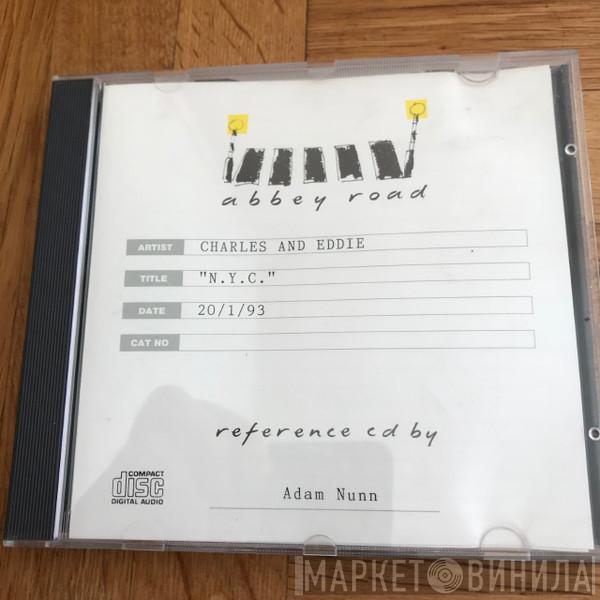 abbey road
ARTIST CHARLES AND EDDIE
TITLE "N.Y.C."
DATE 20/1/93
CAT NO
reference cd by
COMPACT
disc
DIGITAL AUDIO
Adam Nunn
МАРКЕТ ВИНИЛА